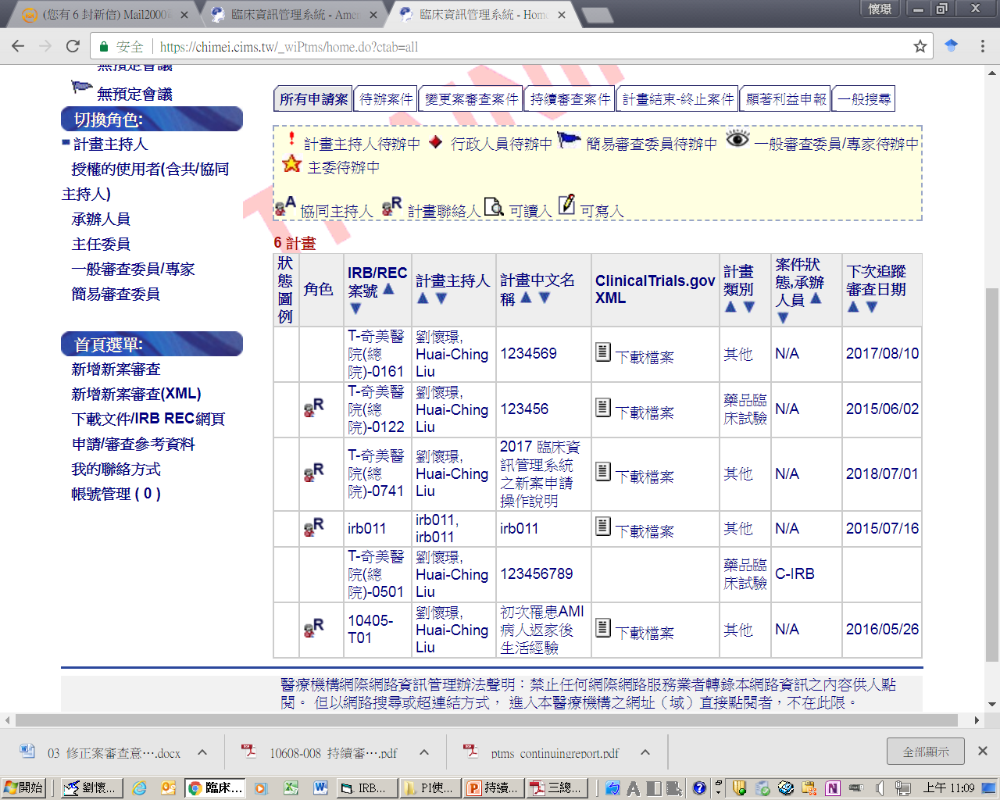 (您有 6 封新信) Mail2000
臨床資訊管理系統 - Ame
臨床資訊管理系統 - Hom
懷璟
安全
https://chimei.cims.tw/_wiPtms/home.do?ctab=all
無預定會議
無預定會議
切換角色:
計畫主持人
授權的使用者(含共/協同
主持人)
承辦人員
主任委員
一般審查委員/專家
簡易審查委員
首頁選單:
新增新案審查
新增新案審查(XML)
下載文件/IRB REC網頁
申請/審查參考資料
我的聯絡方式
帳號管理 ( 0 )
所有申請案 待辦案件 變更案審查案件 持續審查案件 計畫結束-終止案件 顯著利益申報 一般搜尋
計畫主持人待辦中 行政人員待辦中 簡易審查委員待辦中 一般審查委員/專家待辦中
主委待辦中
A 協同主持人 R 計畫聯絡人 可讀入 可寫入
6 計畫
狀
態
圖
例
角色
IRB/REC
案號
計畫主持人
計畫中文名
稱
ClinicalTrials.gov
XML
計畫
類別
案件狀
態,承辦
人員
下次追蹤
審查日期
T-奇美醫
院(總
院)-0161
劉懷璟,
Huai-Ching
Liu
1234569
下載檔案
其他
N/A
2017/08/10
R
T-奇美醫
院(總
院)-0122
劉懷璟,
Huai-Ching
Liu
123456
下載檔案
藥品臨
床試驗
N/A
2015/06/02
R
T-奇美醫
院(總
院)-0741
劉懷璟,
Huai-Ching
Liu
2017 臨床資
訊管理系統
之新案申請
操作說明
下載檔案
其他
N/A
2018/07/01
R
irb011
irb011,
irb011
irb011
下載檔案
其他
N/A
2015/07/16
T-奇美醫
院(總
院)-0501
劉懷璟,
Huai-Ching
Liu
123456789
藥品臨
床試驗
C-IRB
R
10405-
T01
劉懷璟,
Huai-Ching
Liu
初次罹患AMI
病人返家後
生活經驗
下載檔案
其他
N/A
2016/05/26
醫療機構網際網路資訊管理辦法聲明：禁止任何網際網路服務業者轉錄本網路資訊之內容供人點
閱。 但以網路搜尋或超連結方式， 進入本醫療機構之網址（域）直接點閱者，不在此限。
03 修正案審查意⋯.docx
10608-008 持續審⋯.pdf
ptms_continuingreport.pdf
全部顯示
開始
劉懷...
臨床...
IRB...
PI使...
持續...
三總...
上午 11:09